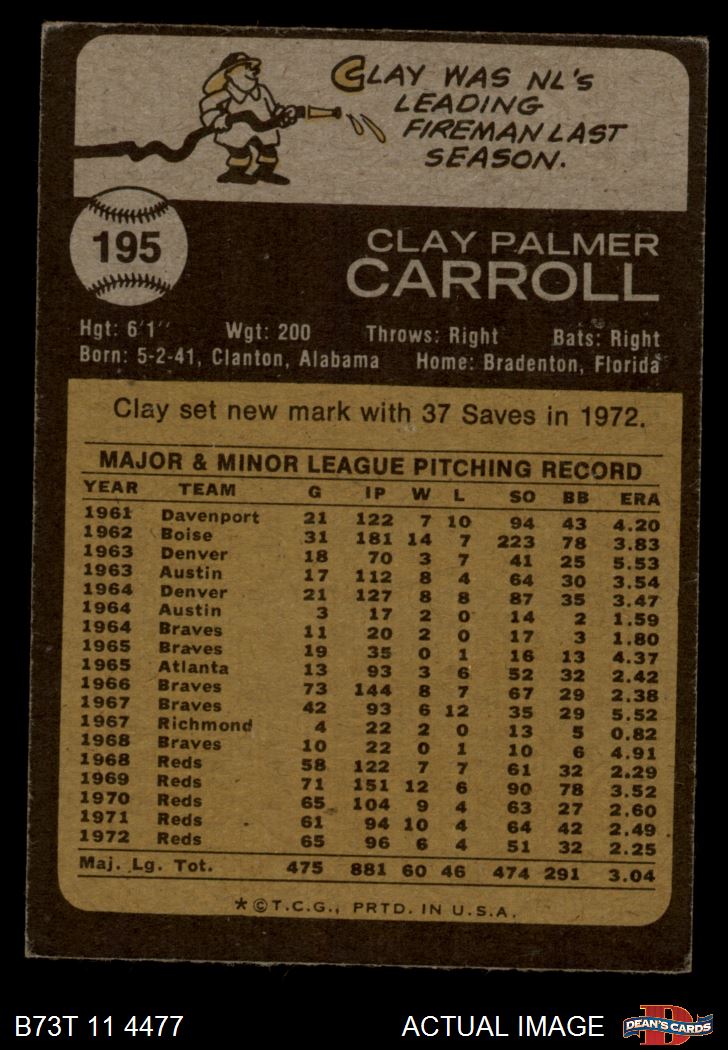 CLAY WAS NL'S
LEADING
FIREMAN LAST
SEASON.
195
CLAY PALMER
CARROLL
Hgt: 6'1" Wgt: 200 Throws: Right Bats: Right
Born: 5-2-41, Clanton, Alabama Home: Bradenton, Florida
Clay set new mark with 37 Saves in 1972.
MAJOR & MINOR LEAGUE PITCHING RECORD
YEAR TEAM G IP W L SO BB ERA
1961 Davenport 21 122 7 10 94 43 4.20
1962 Boise 31 181 14 7 223 78 3.83
1963 Denver 18 70 3 7 41 25 5.53
1963 Austin 17 112 8 4 64 30 3.54
1964 Denver 21 127 8 8 87 35 3.47
1964 Austin 3 17 2 0 14 2 1.59
1964 Braves 11 20 2 0 17 3 1.80
1965 Braves 19 35 0 1 16 13 4.37
1965 Atlanta 13 93 3 6 52 32 2.42
1966 Braves 73 144 8 7 67 29 2.38
1967 Braves 42 93 6 12 35 29 5.52
1967 Richmond 4 22 2 0 13 5 0.82
1968 Braves 10 22 0 1 10 6 4.91
1968 Reds 58 122 7 7 61 32 2.29
1969 Reds 71 151 12 6 90 78 3.52
1970 Reds 65 104 9 4 63 27 2.60
1971 Reds 61 94 10 4 64 42 2.49
1972 Reds 65 96 6 4 51 32 2.25
Maj. Lg. Tot. 475 881 60 46 474 291 3.04
*©T.C.G., PRTD. IN U.S.A.
B73T 11 4477 ACTUAL IMAGE D DEAN'S CARDS